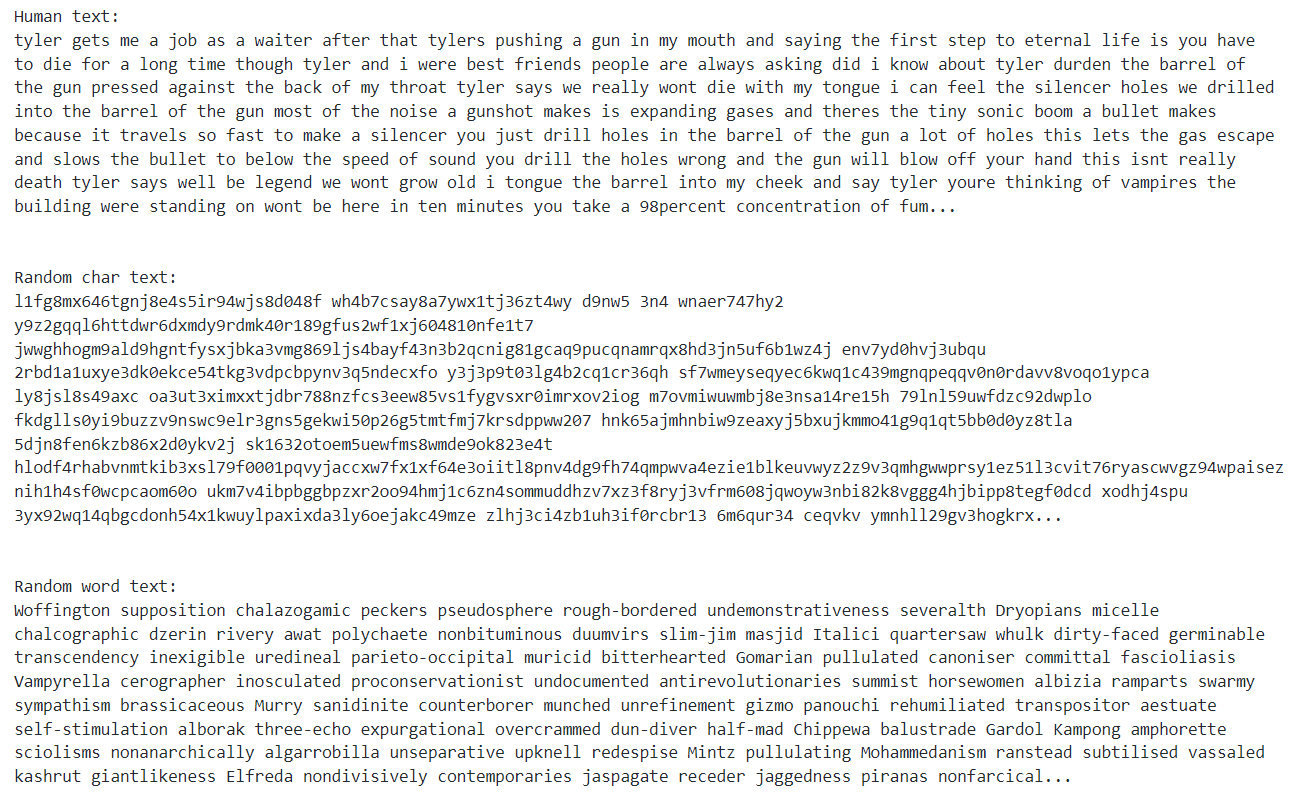 Human text:
tyler gets me a job as a waiter after that tylers pushing a gun in my mouth and saying the first step to eternal life is you have
to die for a long time though tyler and i were best friends people are always asking did i know about tyler durden the barrel of
the gun pressed against the back of my throat tyler says we really wont die with my tongue i can feel the silencer holes we drilled
into the barrel of the gun most of the noise a gunshot makes is expanding gases and theres the tiny sonic boom a bullet makes
because it travels so fast to make a silencer you just drill holes in the barrel of the gun a lot of holes this lets the gas escape
and slows the bullet to below the speed of sound you drill the holes wrong and the gun will blow off your hand this isnt really
death tyler says well be legend we wont grow old i tongue the barrel into my cheek and say tyler youre thinking of vampires the
building were standing on wont be here in ten minutes you take a 98percent concentration of fum...
Random char text:
l1fg8mx646tgnj8e4s5ir94wjs8d048f wh4b7csay8a7ywx1tj36zt4wy d9nw5 3n4 wnaer747hy2
y9z2gqql6httdwr6dxmdy9rdmk40r189gfus2wf1xj604810nfe1t7
jwwghhogm9ald9hgntfysxjbka3vmg869ljs4bayf43n3b2qcnig81gcaq9pucqnamrqx8hd3jn5uf6b1wz4j env7yd0hvj3ubqu
2rbd1a1uxye3dk0ekce54tkg3vdpcbpynv3q5ndecxfo y3j3p9t03lg4b2cq1cr36qh sf7wmeyseqyec6kwq1c439mgnqpeqqv0n0rdavv8voqo1ypca
ly8jsl8s49axc oa3ut3ximxxtjdbr788nzfcs3eew85vs1fygvsxr0imrxov2iog m7ovmiwuwmbj8e3nsa14re15h 79lnl59uwfdzc92dwplo
fkdglls0yi9buzzv9nswc9elr3gns5gekwi50p26g5tmtfmj7krsdppww207 hnk65ajmhnbiw9zeaxyj5bxujkmmo41g9q1qt5bb0d0yz8tla
5djn8fen6kzb86x2d0ykv2j sk1632otoem5uewfms8wmde9ok823e4t
hlodf4rhabvnmtkib3xsl79f0001pqvyjaccxw7fx1xf64e3oiitl8pnv4dg9fh74qmpwva4ezie1blkeuvwyz2z9v3qmhgwwprsy1ez51l3cvit76ryascwvgz94wpaisez
nih1h4sf0wcpcaom60o ukm7v4ibpbggbpzxr2oo94hmj1c6zn4sommuddhzv7xz3f8ryj3vfrm608jqwoyw3nbi82k8vggg4hjbipp8tegf0dcd xodhj4spu
3yx92wq14qbgcdonh54x1kwuylpaxixda3ly6oejakc49mze zlhj3ci4zb1uh3if0rcbr13 6m6qur34 ceqvkv ymnhll29gv3hogkrx...
Random word text:
Woffington supposition chalazogamic peckers pseudosphere rough-bordered undemonstrativeness severalth Dryopians micelle
chalcographic dzerin rivery awat polychaete nonbituminous duumvirs slim-jim masjid Italici quartersaw whulk dirty-faced germinable
transcendency inexigible uredineal parieto-occipital muricid bitterhearted Gomarian pullulated canoniser committal fascioliasis
Vampyrella cerographer inosculated proconservationist undocumented antirevolutionaries summist horsewomen albizia ramparts swarmy
sympathism brassicaceous Murry sanidinite counterborer munched unrefinement gizmo panouchi rehumiliated transpositor aestuate
self-stimulation alborak three-echo expurgational overcrammed dun-diver half-mad Chippewa balustrade Gardol Kampong amphorette
sciolisms nonanarchically algarrobilla unseparative upknell redespise Mintz pullulating Mohammedanism ranstead subtilised vassaled
kashrut giantlikeness Elfreda nondivisively contemporaries jaspagate receder jaggedness piranas nonfarcical...